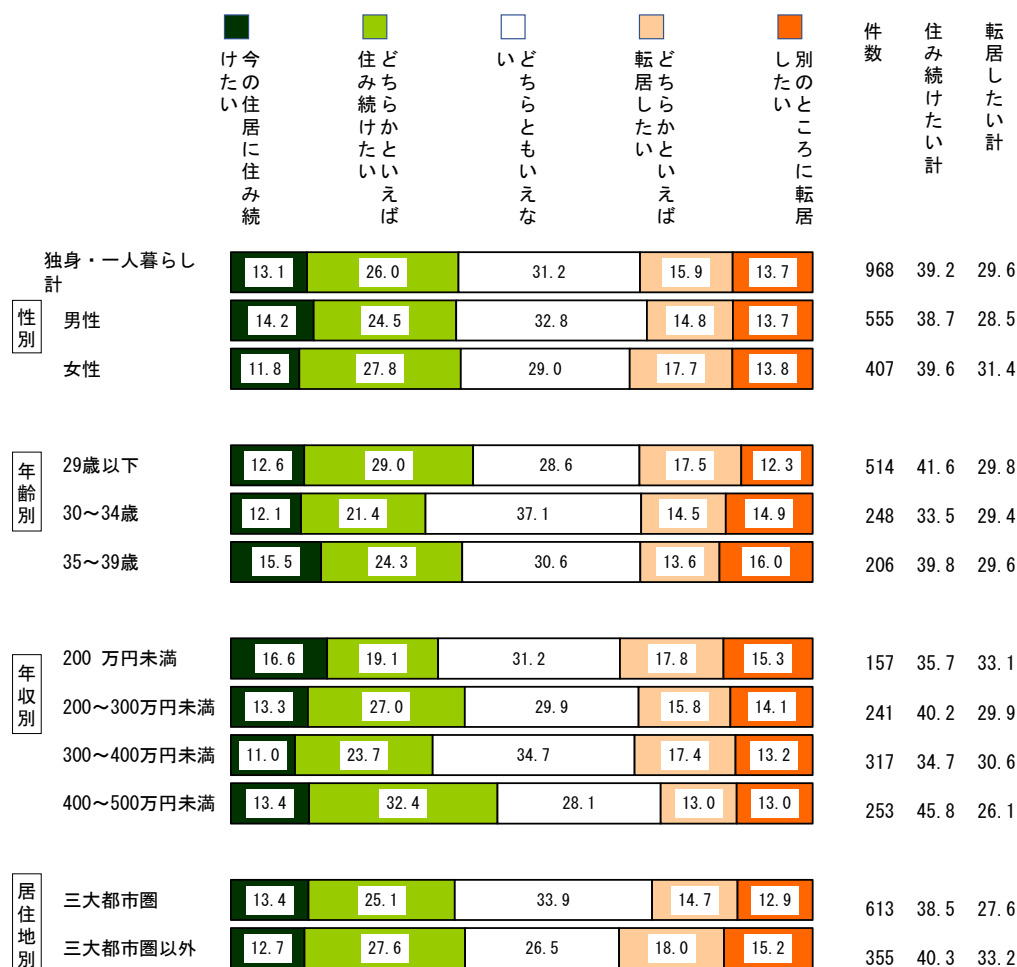 今の住居に住み続
けたい
どちらかといえば
住み続けたい
どちらともいえな
い
どちらかといえば
転居したい
別のところに転居
したい
件数
住み続けたい計
転居したい計
独身・一人暮らし
計
13.1 26.0 31.2 15.9 13.7 968 39.2 29.6
性別
男性 14.2 24.5 32.8 14.8 13.7 555 38.7 28.5
女性 11.8 27.8 29.0 17.7 13.8 407 39.6 31.4
年齢別
29歳以下 12.6 29.0 28.6 17.5 12.3 514 41.6 29.8
30～34歳 12.1 21.4 37.1 14.5 14.9 248 33.5 29.4
35～39歳 15.5 24.3 30.6 13.6 16.0 206 39.8 29.6
年収別
200 万円未満 16.6 19.1 31.2 17.8 15.3 157 35.7 33.1
200～300万円未満 13.3 27.0 29.9 15.8 14.1 241 40.2 29.9
300～400万円未満 11.0 23.7 34.7 17.4 13.2 317 34.7 30.6
400～500万円未満 13.4 32.4 28.1 13.0 13.0 253 45.8 26.1
居住地別
三大都市圏 13.4 25.1 33.9 14.7 12.9 613 38.5 27.6
三大都市圏以外 12.7 27.6 26.5 18.0 15.2 355 40.3 33.2